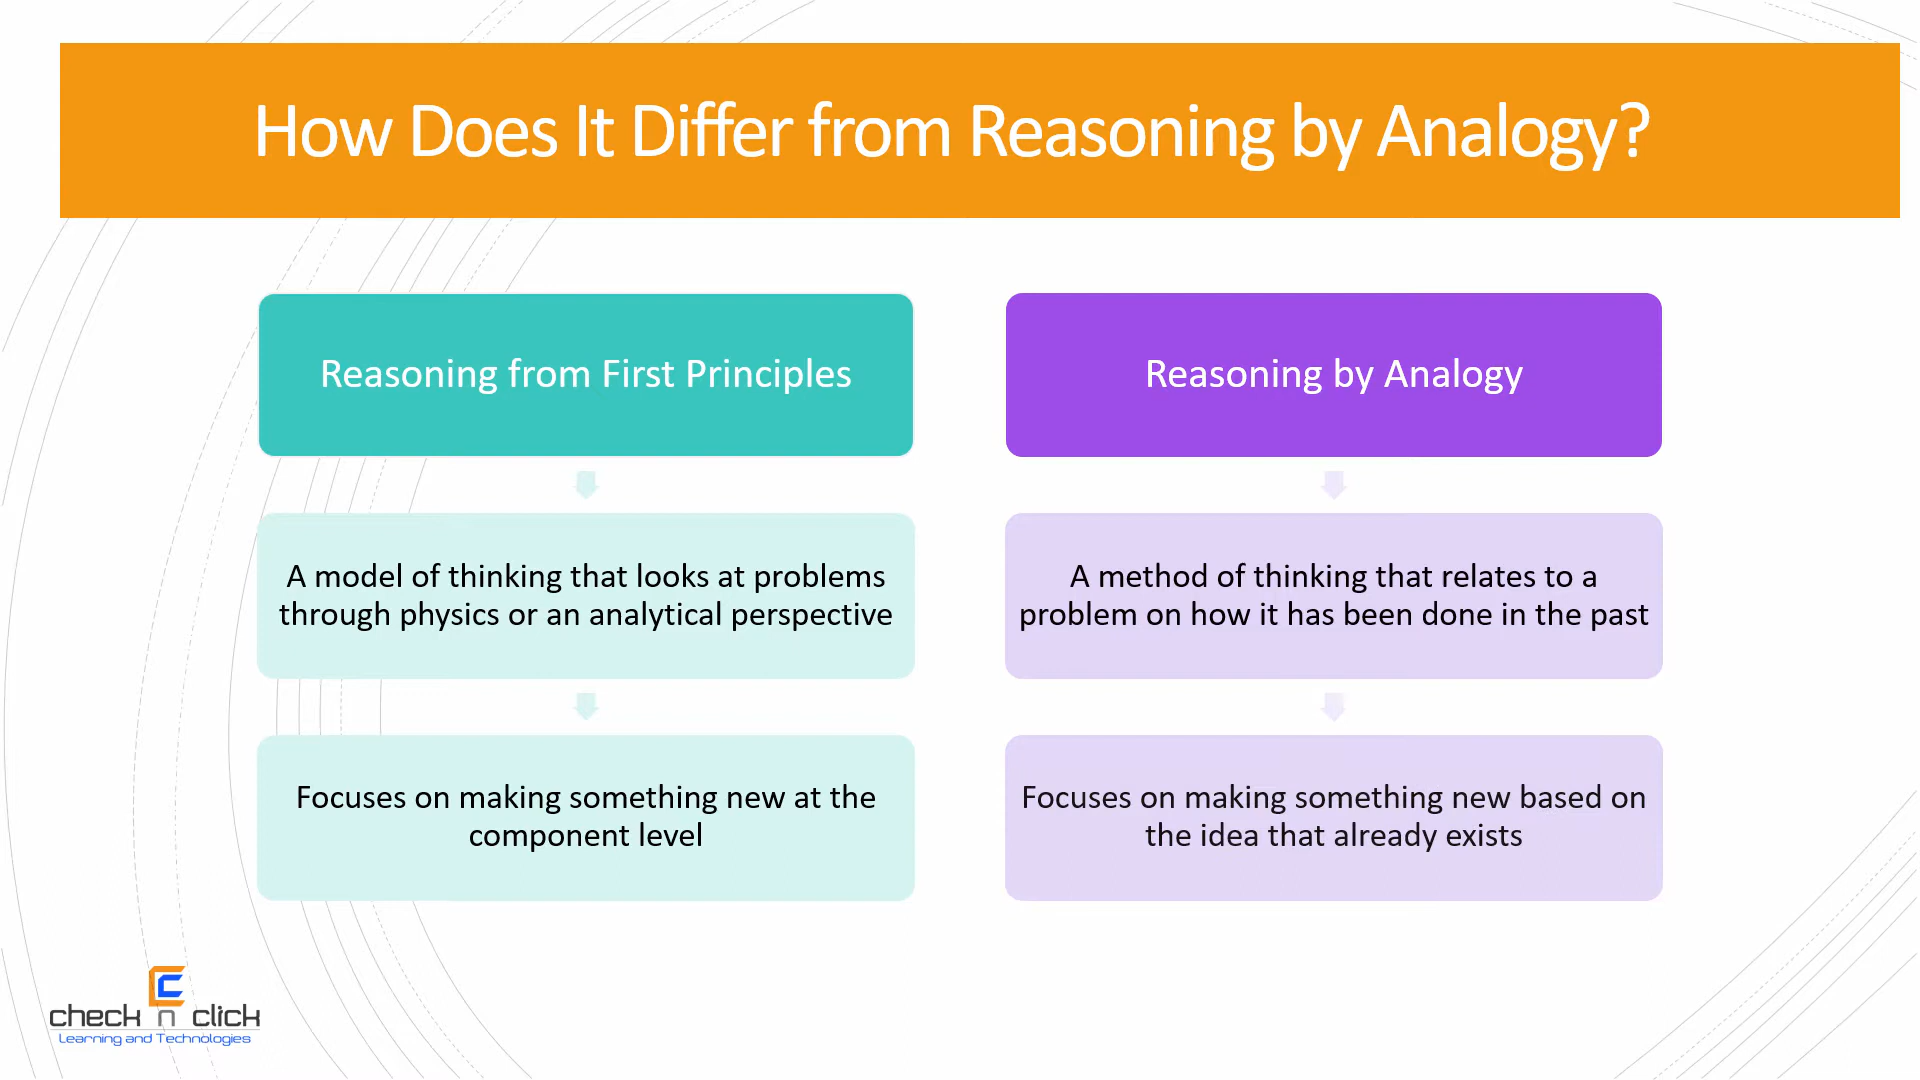 How Does It Differ from Reasoning by Analogy?
Reasoning from First Principles
A model of thinking that looks at problems
through physics or an analytical perspective
Focuses on making something new at the
component level
Reasoning by Analogy
A method of thinking that relates to a
problem on how it has been done in the past
Focuses on making something new based on
the idea that already exists
check n click
Learning and Technologies